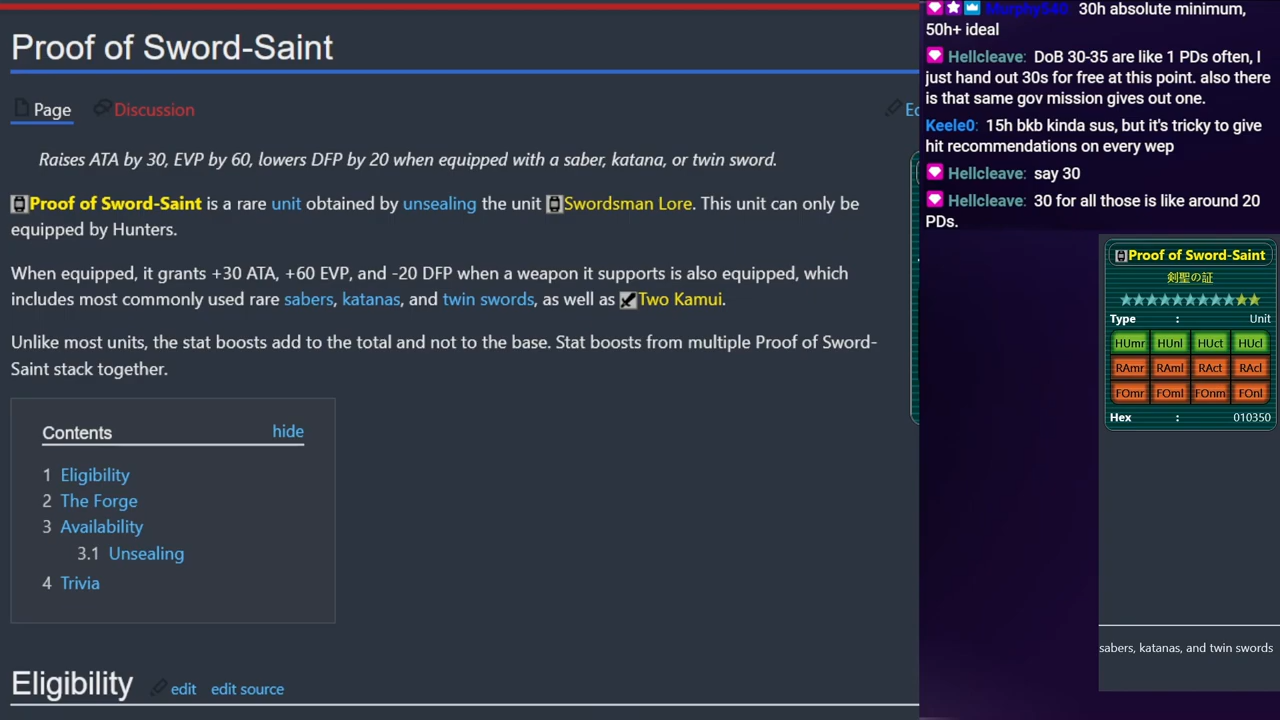 Proof of Sword-Saint
Page
Discussion
Raises ATA by 30, EVP by 60, lowers DFP by 20 when equipped with a saber, katana, or twin sword.
Proof of Sword-Saint is a rare unit obtained by unsealing the unit Swordsman Lore. This unit can only be
equipped by Hunters.
When equipped, it grants +30 ATA, +60 EVP, and -20 DFP when a weapon it supports is also equipped, which
includes most commonly used rare sabers, katanas, and twin swords, as well as Two Kamui.
Unlike most units, the stat boosts add to the total and not to the base. Stat boosts from multiple Proof of Sword-
Saint stack together.
Contents
hide
1 Eligibility
2 The Forge
3 Availability
3.1 Unsealing
4 Trivia
Eligibility
edit
edit source
Murphy540 30h absolute minimum,
50h+ ideal
Hellcleave: DoB 30-35 are like 1 PDs often, I
just hand out 30s for free at this point. also there
is that same gov mission gives out one.
Keele0: 15h bkb kinda sus, but it's tricky to give
hit recommendations on every wep
Hellcleave: say 30
Hellcleave: 30 for all those is like around 20
PDs.
Proof of Sword-Saint
剣聖の証
Type : Unit
HUmr HUnl HUct HUcl
RAmr RAml RAct RAcl
FOmr FOml FOnm FOnl
Hex : 010350
sabers, katanas, and twin swords